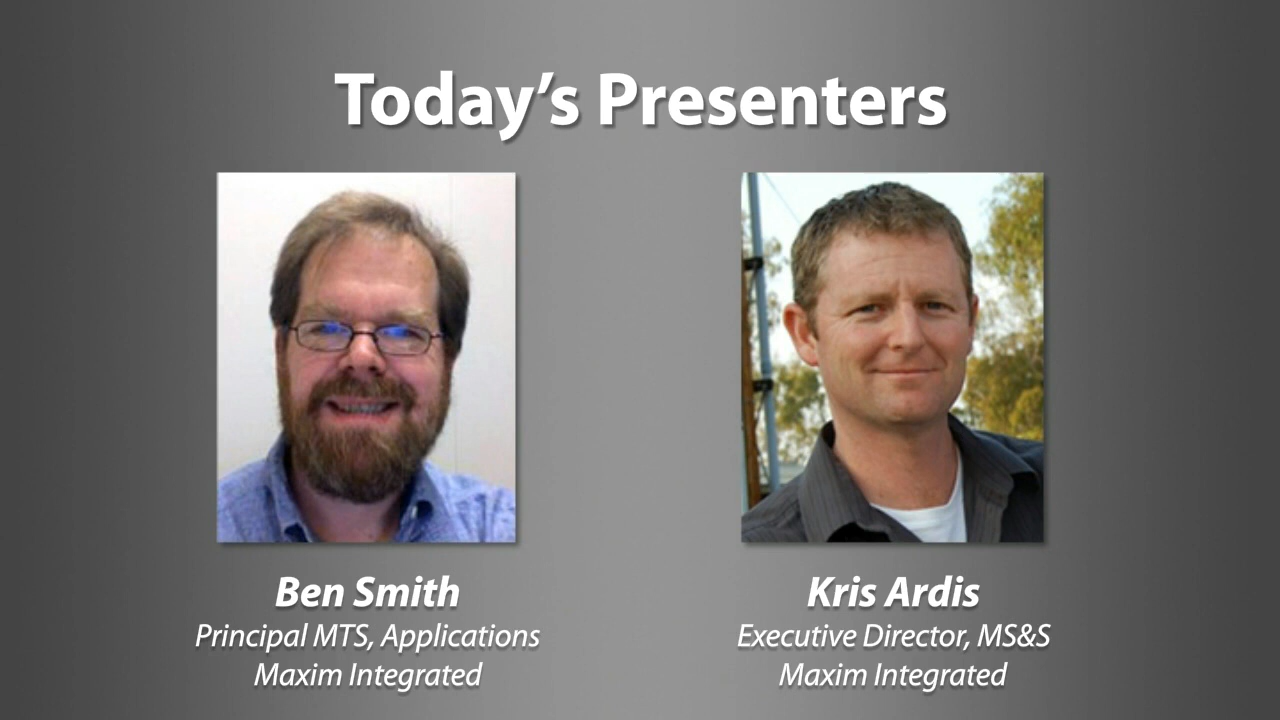 Today’s Presenters
Ben Smith
Principal MTS, Applications
Maxim Integrated
Kris Ardis
Executive Director, MS&S
Maxim Integrated